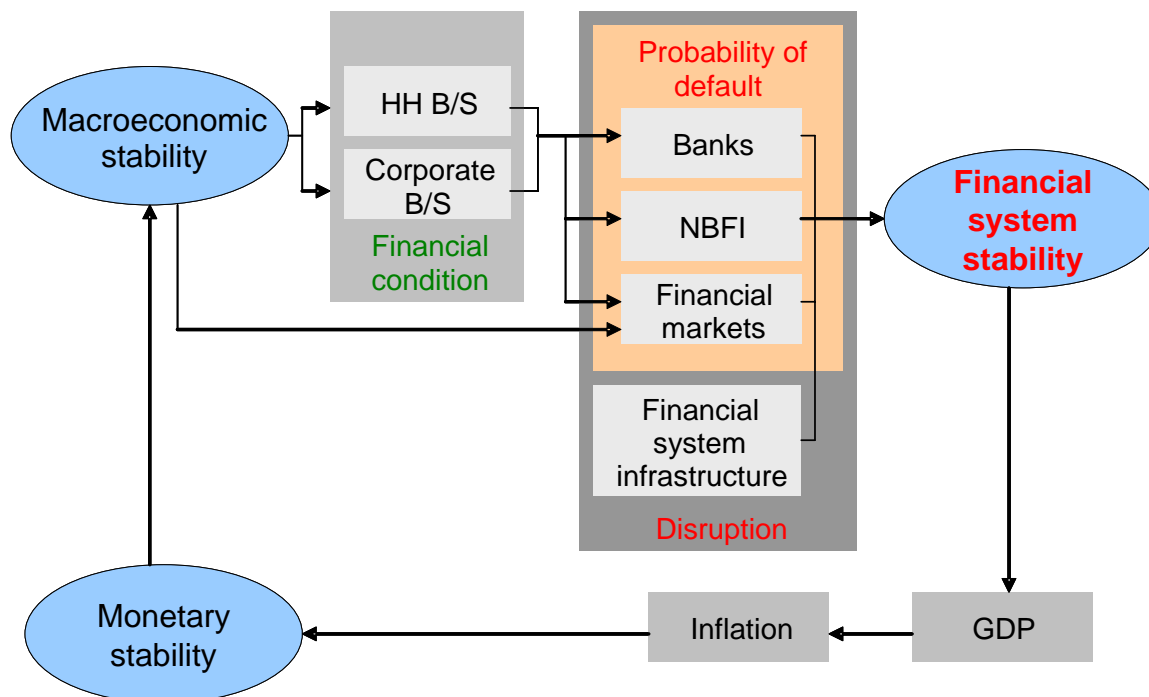 Macroeconomic
stability
HH B/S
Corporate
B/S
Financial
condition
Probability of
default
Banks
NBFI
Financial
markets
Financial
system
infrastructure
Disruption
Financial
system
stability
Monetary
stability
Inflation
GDP